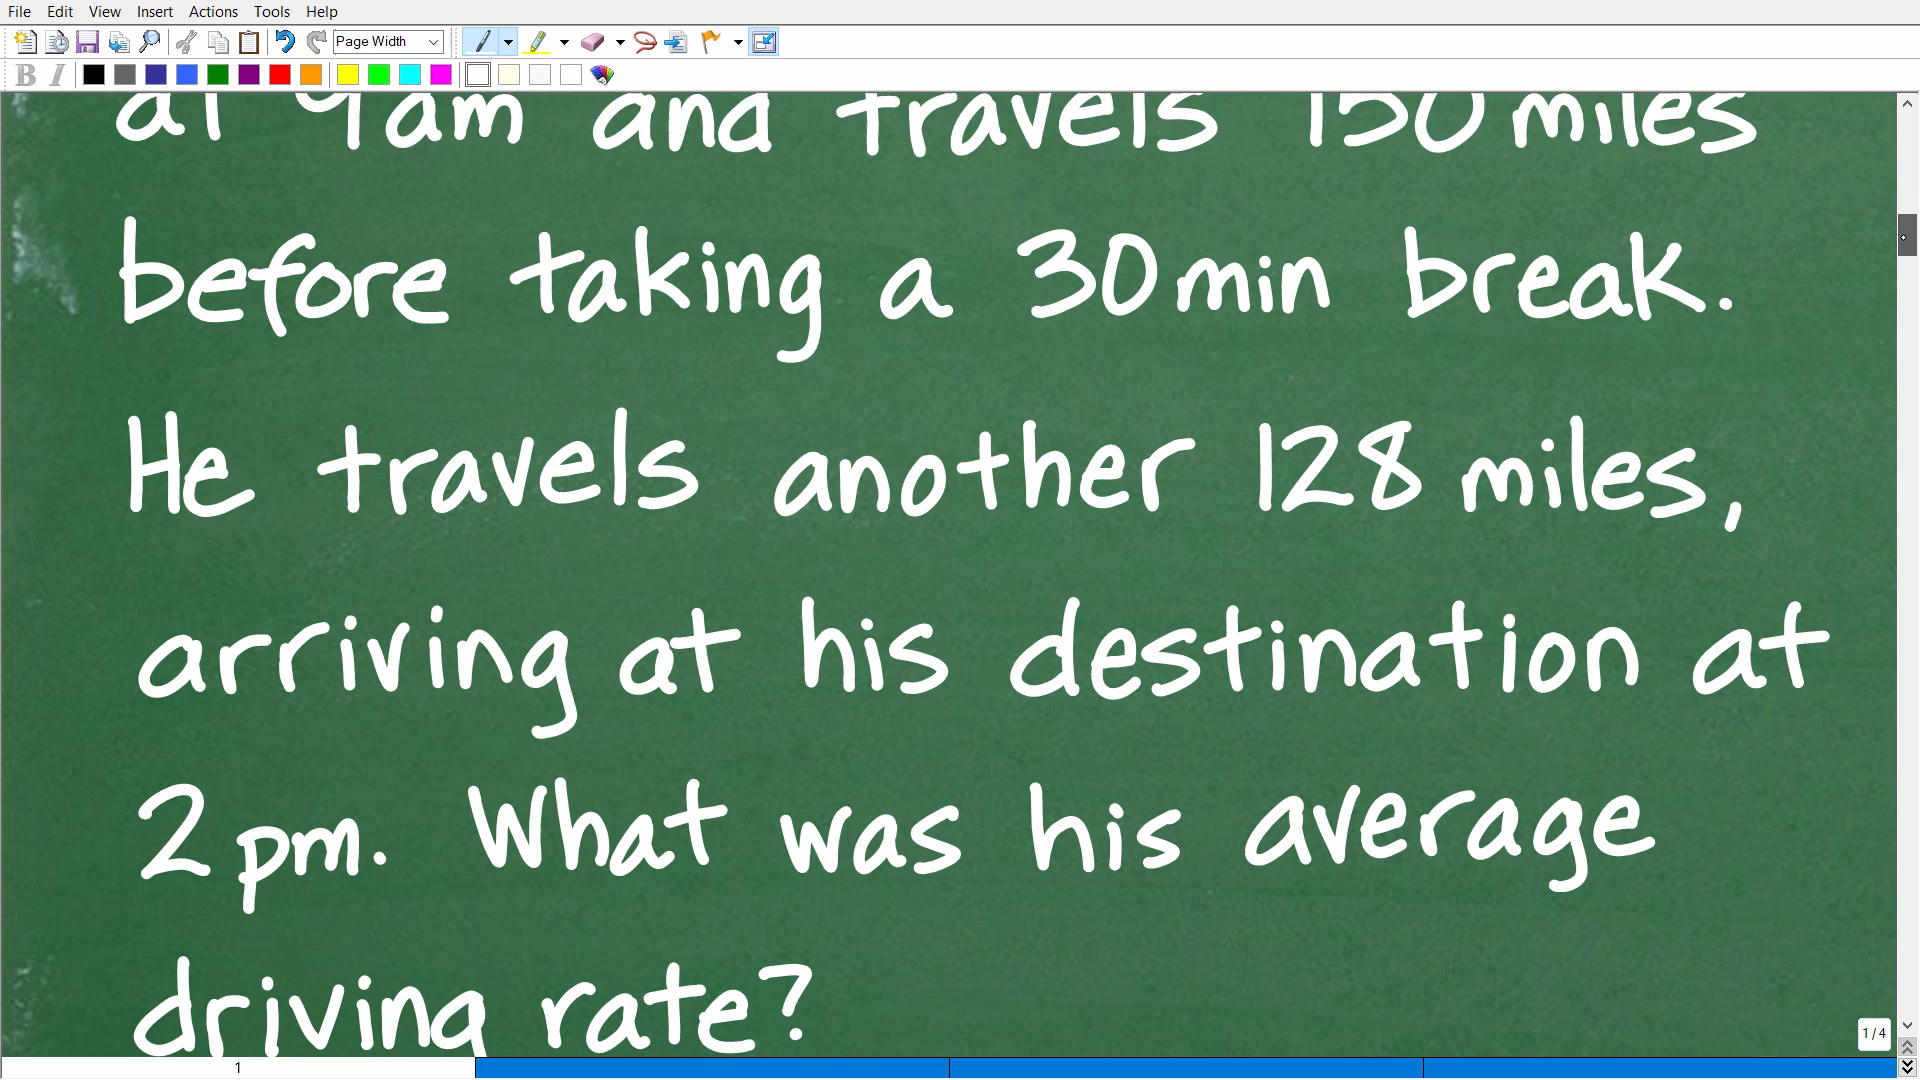 File Edit View Insert Actions Tools Help
Page Width
B I
at 9am and travels 150 miles
before taking a 30 min break.
He travels another 128 miles,
arriving at his destination at
2 pm. What was his average
driving rate?
1 / 4
1